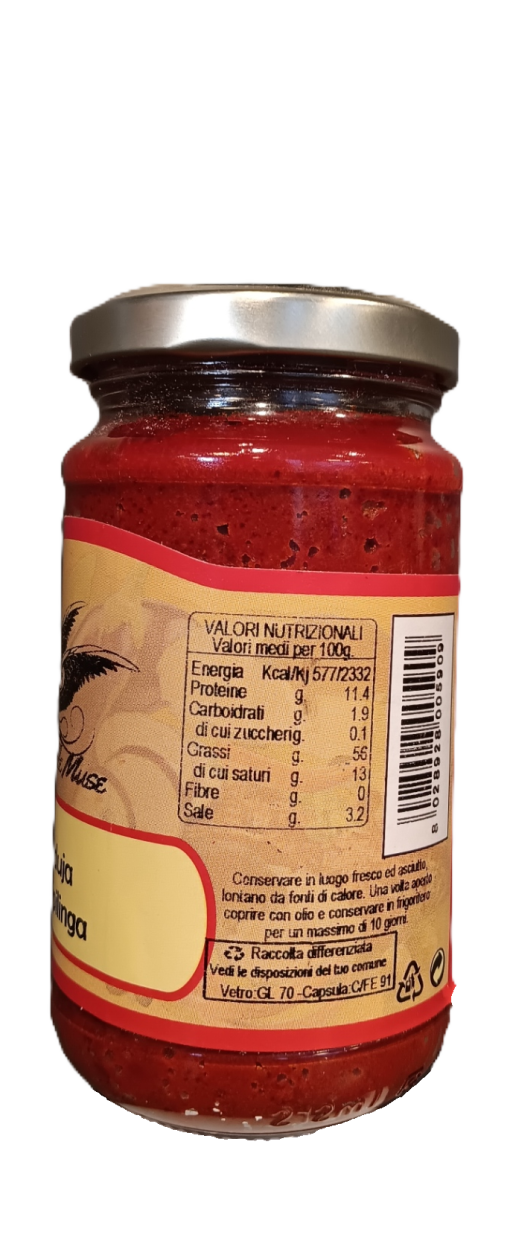 VALORI NUTRIZIONALI
Valori medi per 100g.
Energia Kcal/kj 577/2332
Proteine g. 11.4
Carboidrati g. 1.9
di cui zuccheri g. 0.1
Grassi g. 56
di cui saturi g. 13
Fibre g. 0
Sale g. 3.2
8 028928 005909
MUSE
uja
linga
Conservare in luogo fresco ed asciutto,
lontano da fonti di calore. Una volta aperto
coprire con olio e conservare in frigorifero
per un massimo di 10 giorni.
Raccolta differenziata
Vedi le disposizioni del tuo comune
Vetro:GL 70 -Capsula:C/FE 91